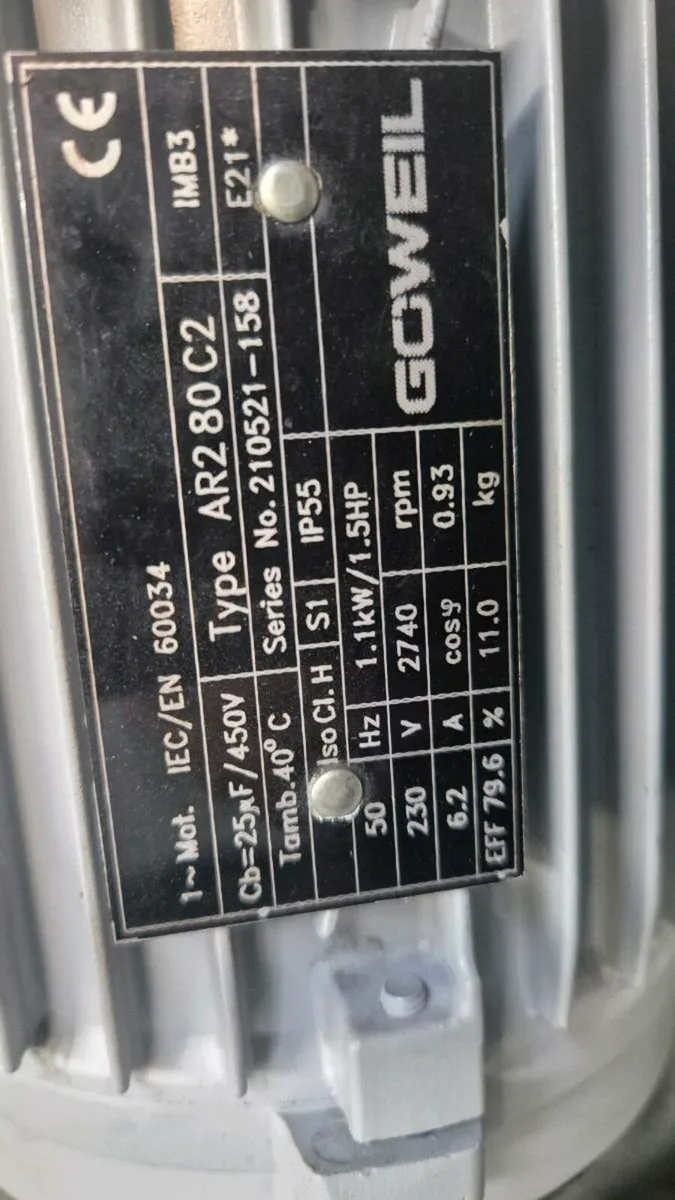 CE
1~Mot. IEC/EN 60034 IMB3
Cb=25μF/450V Type AR2 80 C2 E21*
Tamb.40° C Series No. 210521-158
Iso Cl. H S1 IP55
50 Hz 1.1kW/1.5HP
230 V 2740 rpm
6.2 A cosφ 0.93
EFF 79.6 % 11.0 kg
GOWEIL